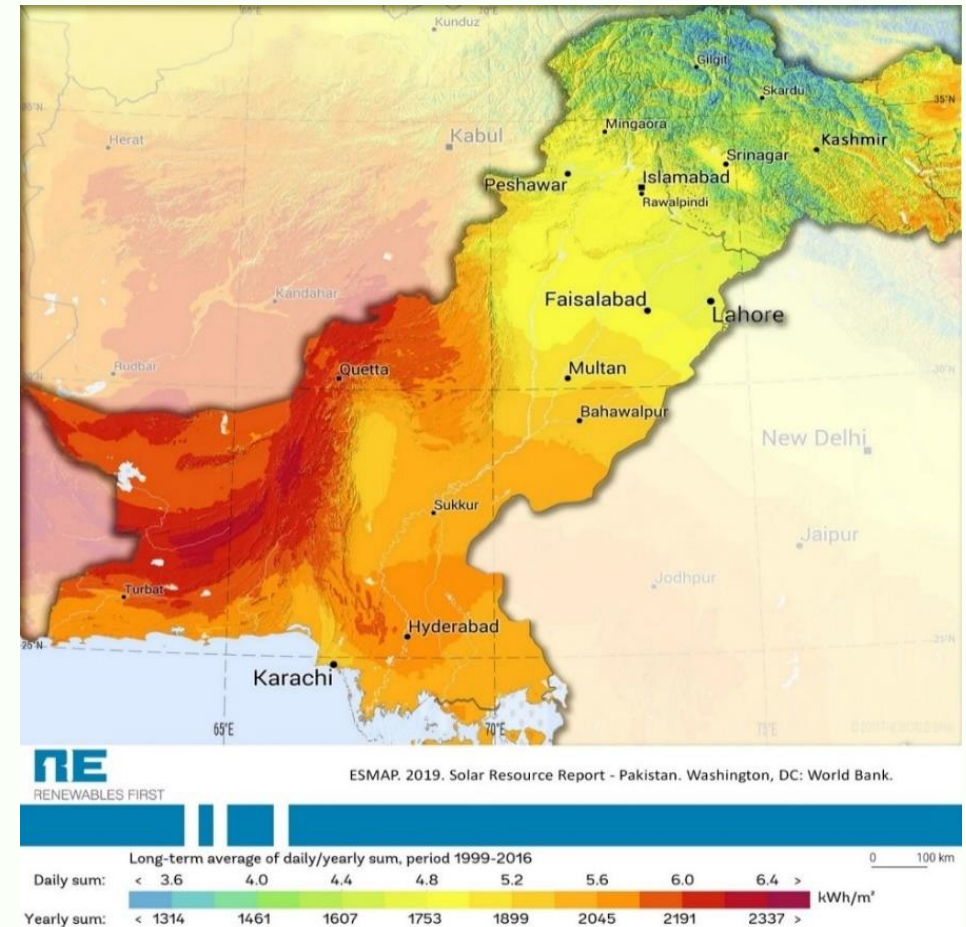 60°E
70°E
Kunduz
Gilgit
35°N
Skardu
35°N
Mingaora
Herat
Kabul
Kashmir
Srinagar
Peshawar
Islamabad
Rawalpindi
Kandahar
Faisalabad
Lahore
Rudbar
Quetta
Multan
30°N
Bahawalpur
New Delhi
Sukkur
Jaipur
Turbat
Jodhpur
Hyderabad
25°N
25°N
Karachi
65°E
70°E
75°E
RE
RENEWABLES FIRST
ESMAP. 2019. Solar Resource Report - Pakistan. Washington, DC: World Bank.
Long-term average of daily/yearly sum, period 1999-2016
0 100 km
Daily sum: < 3.6 4.0 4.4 4.8 5.2 5.6 6.0 6.4 >
kWh/m²
Yearly sum: < 1314 1461 1607 1753 1899 2045 2191 2337 >